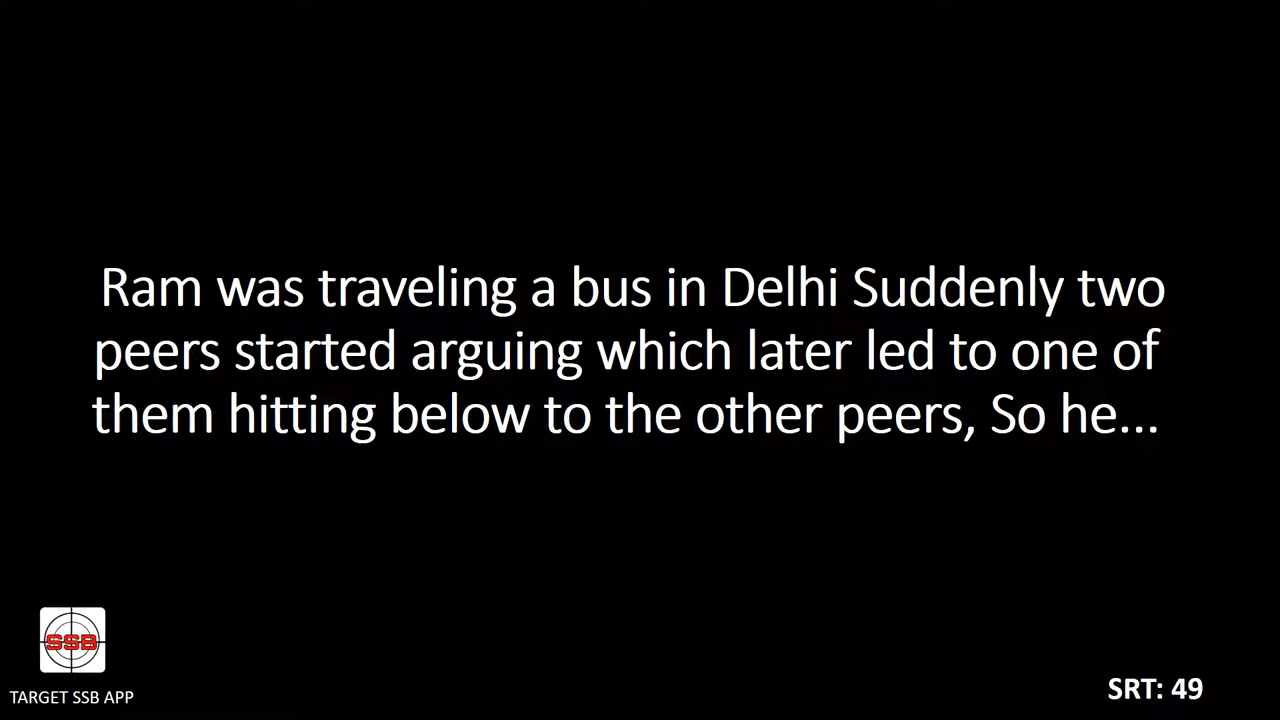 Ram was traveling a bus in Delhi Suddenly two
peers started arguing which later led to one of
them hitting below to the other peers, So he...
SSB
TARGET SSB APP
SRT: 49